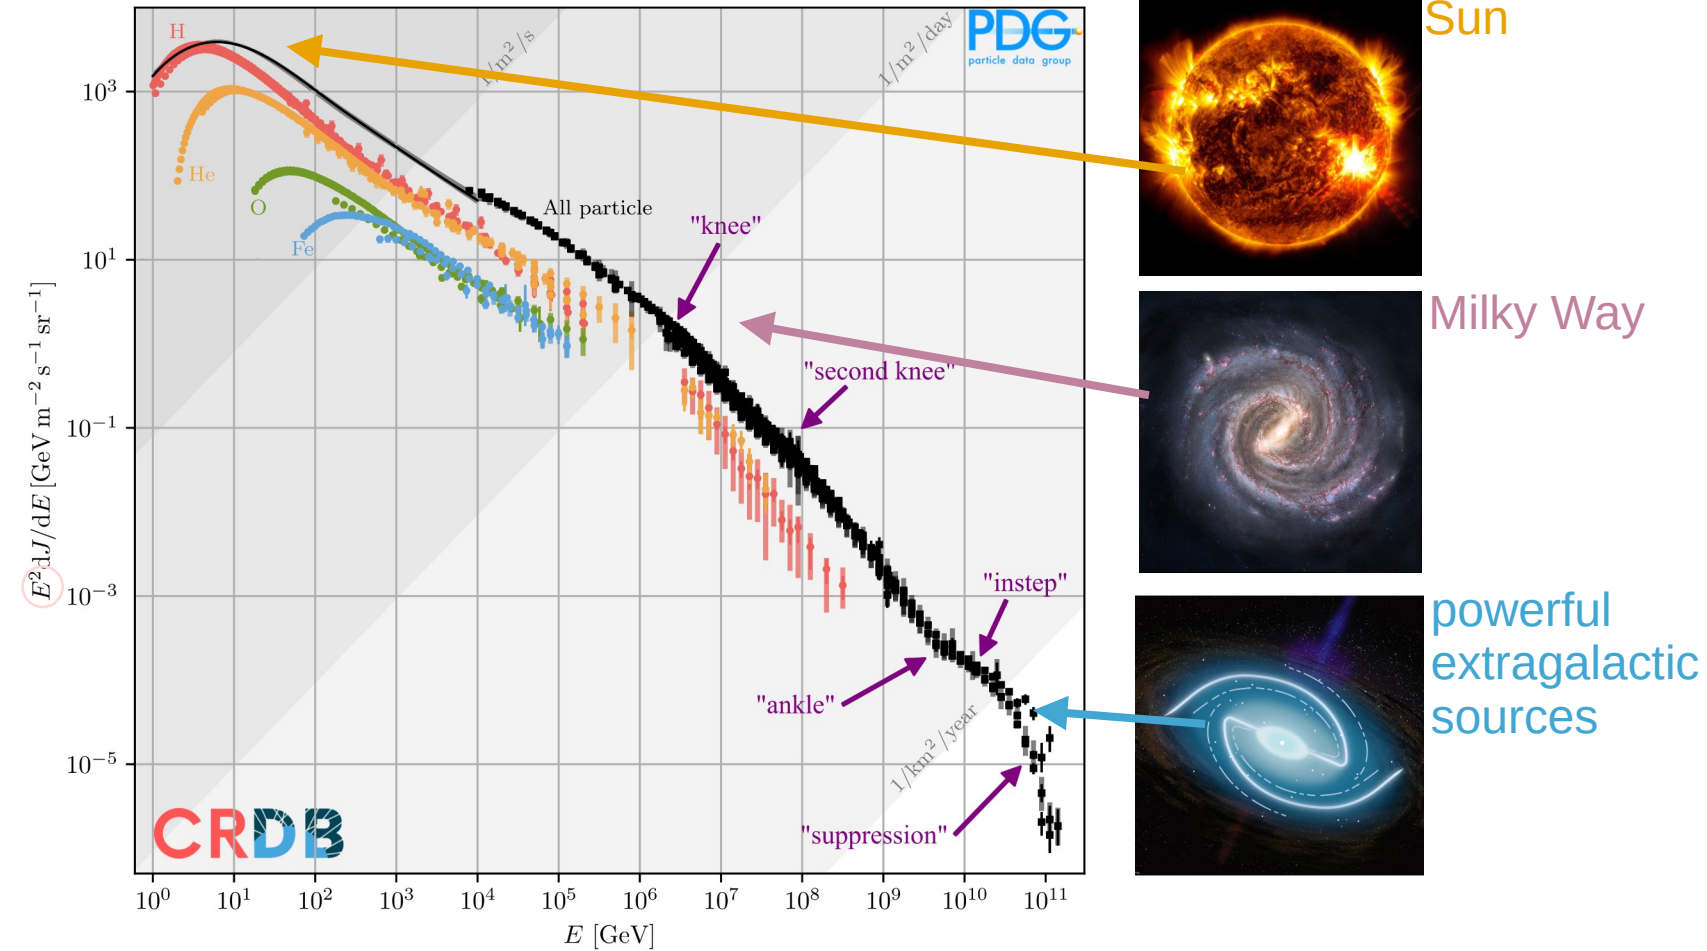 H
He
O
Fe
1/m²/s
1/m²/day
PDG
particle data group
All particle
"knee"
"second knee"
"instep"
"ankle"
1/km²/year
"suppression"
CRDB
10³
10¹
10⁻¹
10⁻³
10⁻⁵
E²dJ/dE [GeV m⁻² s⁻¹ sr⁻¹]
10⁰ 10¹ 10² 10³ 10⁴ 10⁵ 10⁶ 10⁷ 10⁸ 10⁹ 10¹⁰ 10¹¹
E [GeV]
Sun
Milky Way
powerful
extragalactic
sources